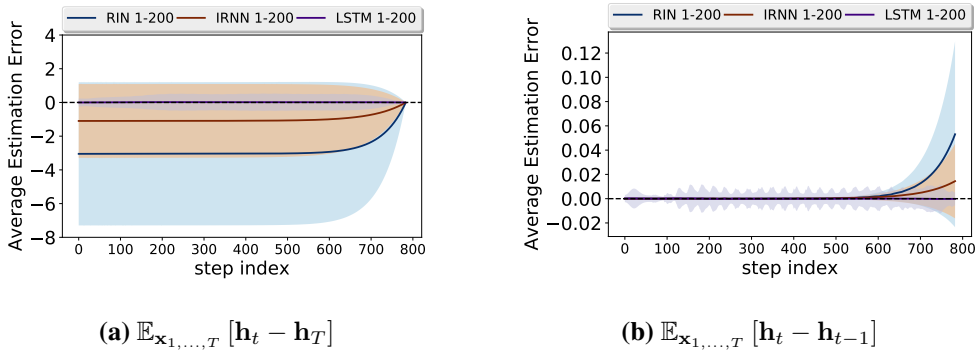 RIN 1-200 IRNN 1-200 LSTM 1-200
4
2
0
−2
−4
−6
−8
Average Estimation Error
0 100 200 300 400 500 600 700 800
step index
(a) 𝔼x1,...,T [ht − hT]
RIN 1-200 IRNN 1-200 LSTM 1-200
0.12
0.10
0.08
0.06
0.04
0.02
0.00
−0.02
Average Estimation Error
0 100 200 300 400 500 600 700 800
step index
(b) 𝔼x1,...,T [ht − ht−1]